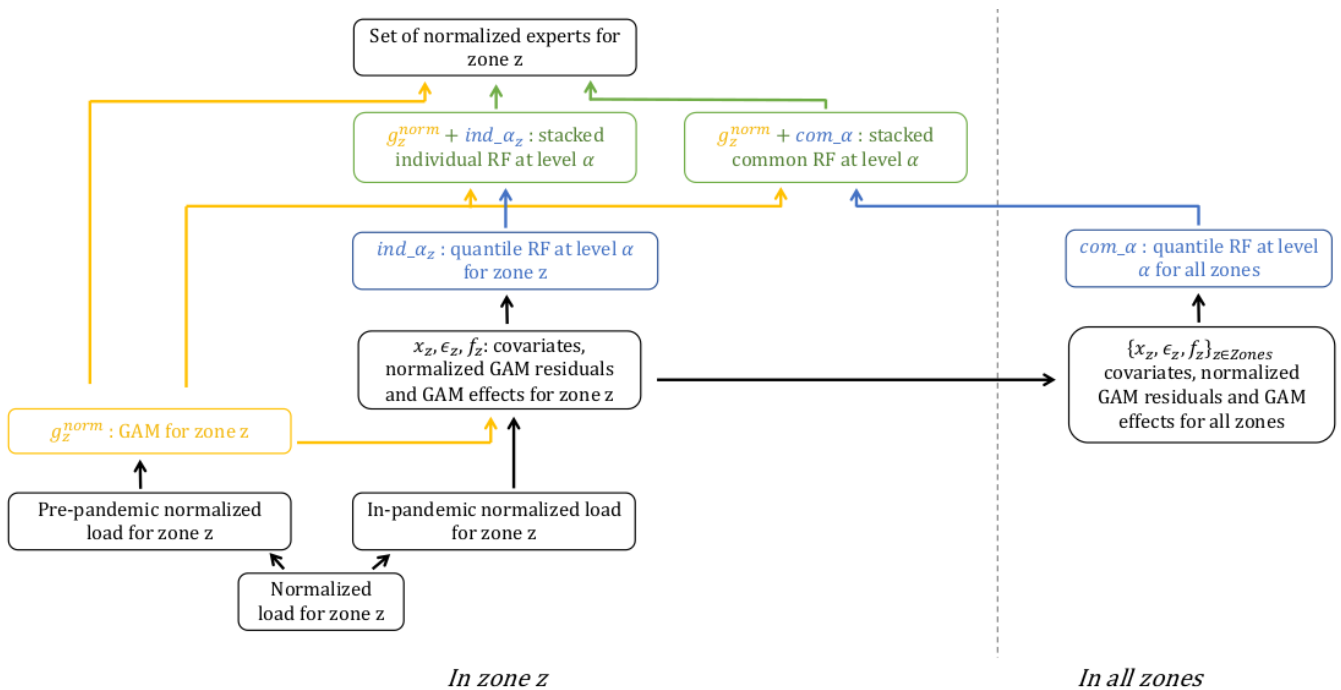 Set of normalized experts for
zone z
g_z^{norm} + ind_α_z : stacked
individual RF at level α
g_z^{norm} + com_α : stacked
common RF at level α
ind_α_z : quantile RF at level α
for zone z
com_α : quantile RF at level
α for all zones
x_z, ϵ_z, f_z: covariates,
normalized GAM residuals
and GAM effects for zone z
{x_z, ϵ_z, f_z}_{z∈Zones}
covariates, normalized
GAM residuals and GAM
effects for all zones
g_z^{norm} : GAM for zone z
Pre-pandemic normalized
load for zone z
In-pandemic normalized load
for zone z
Normalized
load for zone z
In zone z
In all zones